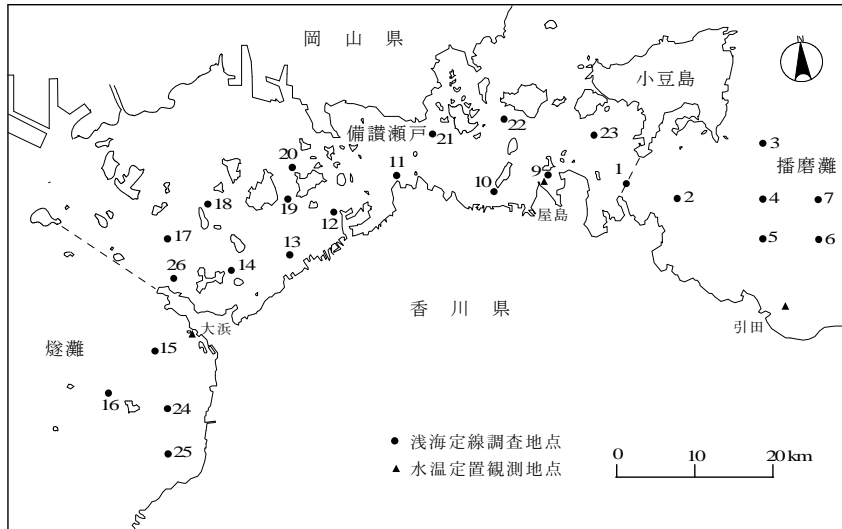 岡山県
N
小豆島
備讃瀬戸
22
21
23
3
20
11
9
1
播磨灘
10
18
19
12
2
4
7
屋島
17
13
5
6
26
14
香川県
大浜
引田
燧灘
15
16
24
25
● 浅海定線調査地点
▲ 水温定置観測地点
0 10 20 km